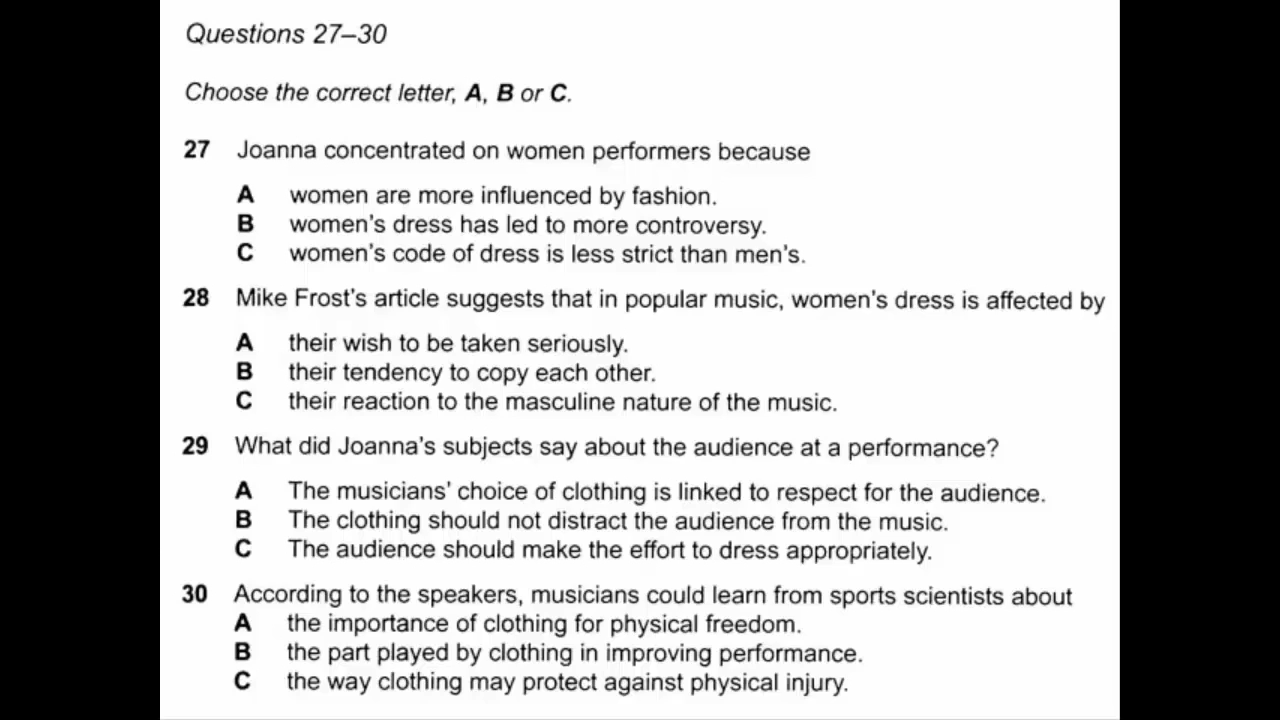 Questions 27–30
Choose the correct letter, A, B or C.
27 Joanna concentrated on women performers because
A women are more influenced by fashion.
B women's dress has led to more controversy.
C women's code of dress is less strict than men's.
28 Mike Frost's article suggests that in popular music, women's dress is affected by
A their wish to be taken seriously.
B their tendency to copy each other.
C their reaction to the masculine nature of the music.
29 What did Joanna's subjects say about the audience at a performance?
A The musicians' choice of clothing is linked to respect for the audience.
B The clothing should not distract the audience from the music.
C The audience should make the effort to dress appropriately.
30 According to the speakers, musicians could learn from sports scientists about
A the importance of clothing for physical freedom.
B the part played by clothing in improving performance.
C the way clothing may protect against physical injury.